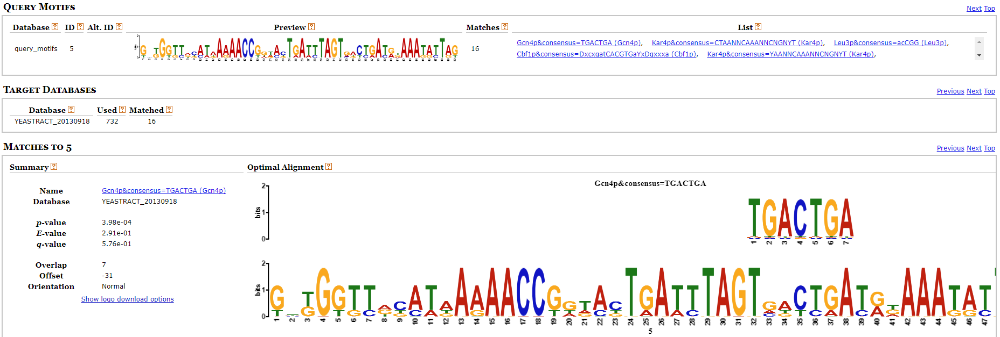 Query Motifs
Next Top
Database ? ID ? Alt. ID ? Preview ? Matches ? List ?
query_motifs 5 16 Gcn4p&consensus=TGACTGA (Gcn4p), Kar4p&consensus=CTAANNCAAANNCNGNYT (Kar4p), Leu3p&consensus=acCGG (Leu3p),
Cbf1p&consensus=DxcxqatCACGTGaYxDqxxxa (Cbf1p), Kar4p&consensus=YAANNCAAANNCNGNYT (Kar4p),
Target Databases
Previous Next Top
Database ? Used ? Matched ?
YEASTRACT_20130918 732 16
Matches to 5
Previous Next Top
Summary ? Optimal Alignment ?
Name Gcn4p&consensus=TGACTGA (Gcn4p)
Database YEASTRACT_20130918
p-value 3.98e-04
E-value 2.91e-01
q-value 5.76e-01
Overlap 7
Offset -31
Orientation Normal
Show logo download options
Gcn4p&consensus=TGACTGA
2
bits 1
0
TGACTGA
1 2 3 4 5 6 7
2
bits 1
0
1 2 3 4 5 6 7 8 9 10 11 12 13 14 15 16 17 18 19 20 21 22 23 24 25 26 27 28 29 30 31 32 33 34 35 36 37 38 39 40 41 42 43 44 45 46 47
5